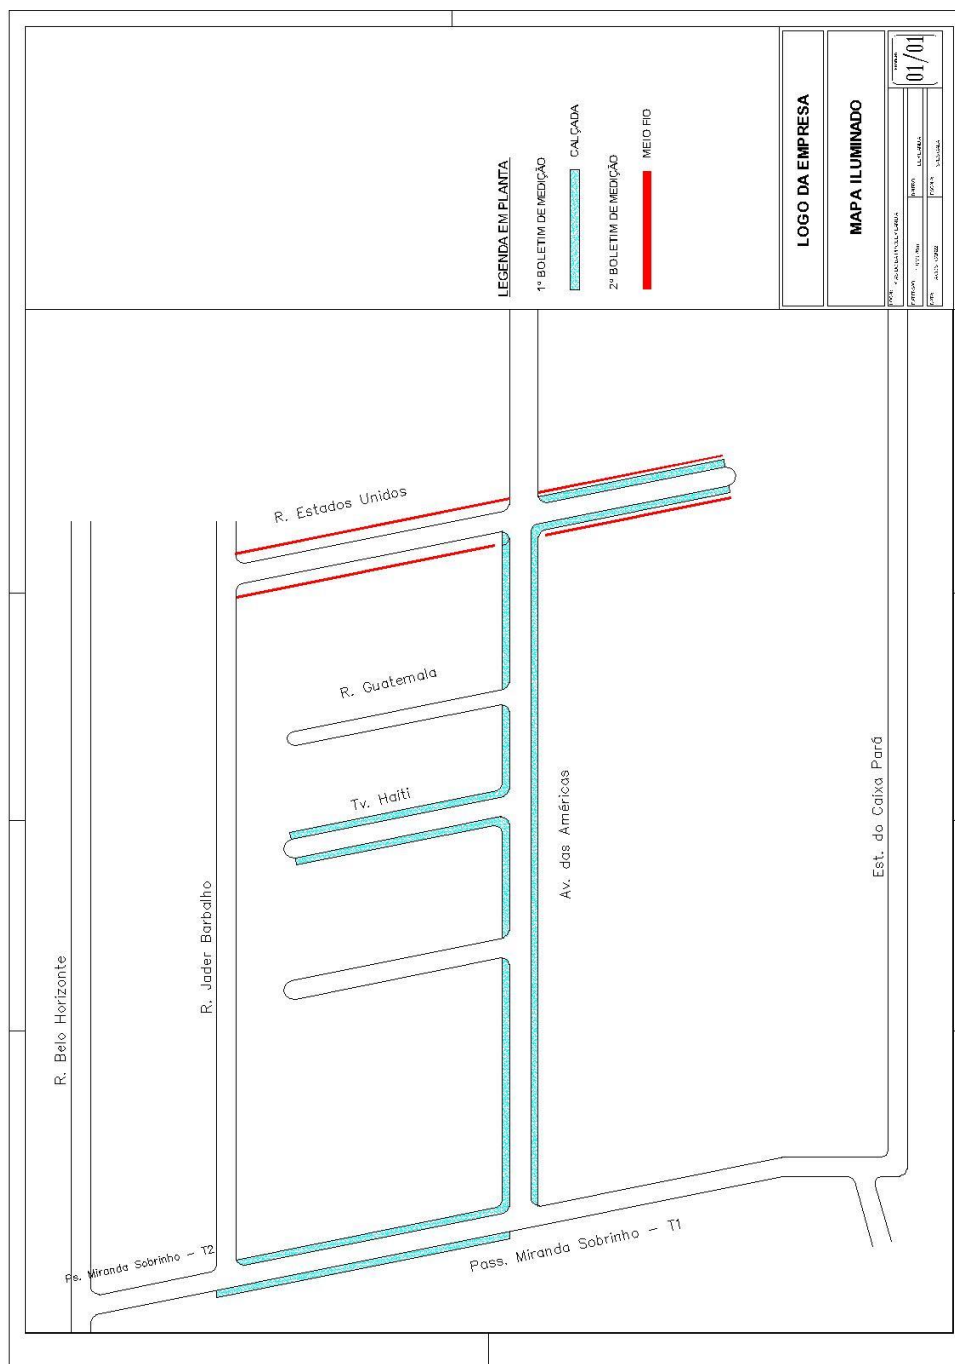 LEGENDA EM PLANTA
1º BOLETIM DE MEDIÇÃO
CALÇADA
2º BOLETIM DE MEDIÇÃO
MEIO FIO
LOGO DA EMPRESA
MAPA ILUMINADO
01/01
R. Estados Unidos
R. Guatemala
Tv. Haiti
Av. das Américas
Est. do Caixa Pará
R. Jader Barbalho
R. Belo Horizonte
Ps. Miranda Sobrinho - T2
Pass. Miranda Sobrinho - T1